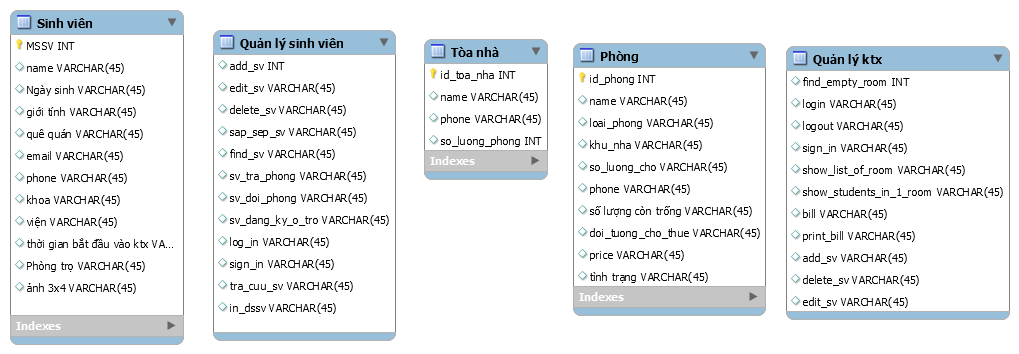 Sinh viên
MSSV INT
name VARCHAR(45)
Ngày sinh VARCHAR(45)
giới tính VARCHAR(45)
quê quán VARCHAR(45)
email VARCHAR(45)
phone VARCHAR(45)
khoa VARCHAR(45)
viện VARCHAR(45)
thời gian bắt đầu vào ktx VA...
Phòng trọ VARCHAR(45)
ảnh 3x4 VARCHAR(45)
Indexes
Quản lý sinh viên
add_sv INT
edit_sv VARCHAR(45)
delete_sv VARCHAR(45)
sap_sep_sv VARCHAR(45)
find_sv VARCHAR(45)
sv_tra_phong VARCHAR(45)
sv_doi_phong VARCHAR(45)
sv_dang_ky_o_tro VARCHAR(45)
log_in VARCHAR(45)
sign_in VARCHAR(45)
tra_cuu_sv VARCHAR(45)
in_dssv VARCHAR(45)
Tòa nhà
id_toa_nha INT
name VARCHAR(45)
phone VARCHAR(45)
so_luong_phong INT
Indexes
Phòng
id_phong INT
name VARCHAR(45)
loai_phong VARCHAR(45)
khu_nha VARCHAR(45)
so_luong_cho VARCHAR(45)
phone VARCHAR(45)
số lượng còn trống VARCHAR(45)
doi_tuong_cho_thue VARCHAR(45)
price VARCHAR(45)
tình trạng VARCHAR(45)
Indexes
Quản lý ktx
find_empty_room INT
login VARCHAR(45)
logout VARCHAR(45)
sign_in VARCHAR(45)
show_list_of_room VARCHAR(45)
show_students_in_1_room VARCHAR(45)
bill VARCHAR(45)
print_bill VARCHAR(45)
add_sv VARCHAR(45)
delete_sv VARCHAR(45)
edit_sv VARCHAR(45)